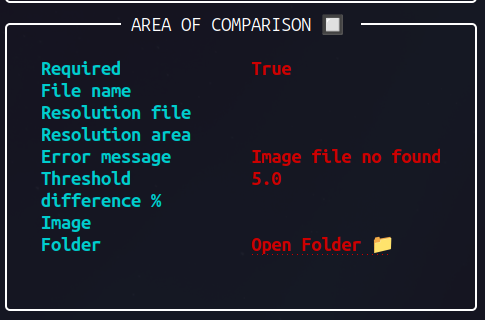 AREA OF COMPARISON 🔲
Required True
File name
Resolution file
Resolution area
Error message Image file no found
Threshold 5.0
difference %
Image
Folder Open Folder 📁